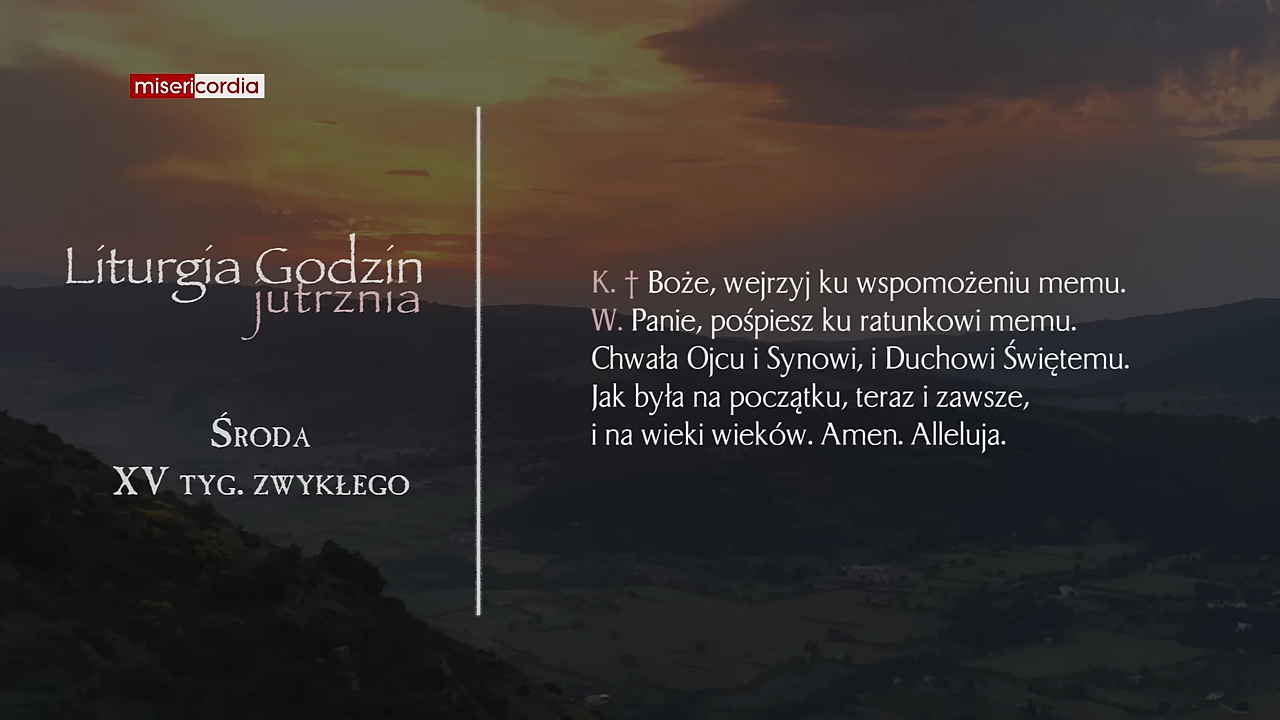 misericordia
Liturgia Godzin
jutrznia
Środa
XV tyg. zwykłego
K. † Boże, wejrzyj ku wspomożeniu memu.
W. Panie, pośpiesz ku ratunkowi memu.
Chwała Ojcu i Synowi, i Duchowi Świętemu.
Jak była na początku, teraz i zawsze,
i na wieki wieków. Amen. Alleluja.